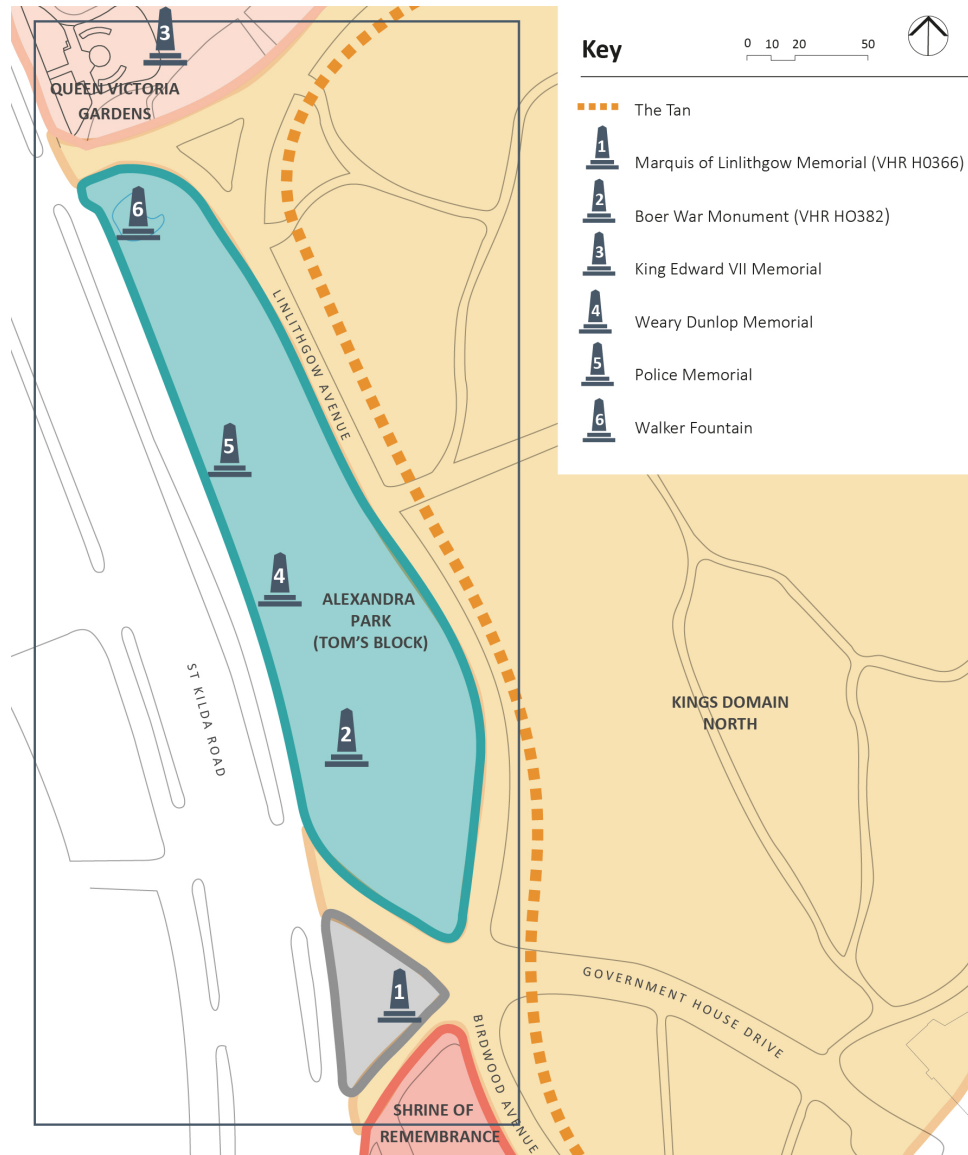 3
QUEEN VICTORIA
GARDENS
6
LINLITHGOW AVENUE
5
4
ALEXANDRA
PARK
(TOM'S BLOCK)
ST KILDA ROAD
2
KINGS DOMAIN
NORTH
1
GOVERNMENT HOUSE DRIVE
BIRDWOOD AVENUE
SHRINE OF
REMEMBRANCE
Key
0 10 20 50
The Tan
1 Marquis of Linlithgow Memorial (VHR H0366)
2 Boer War Monument (VHR HO382)
3 King Edward VII Memorial
4 Weary Dunlop Memorial
5 Police Memorial
6 Walker Fountain